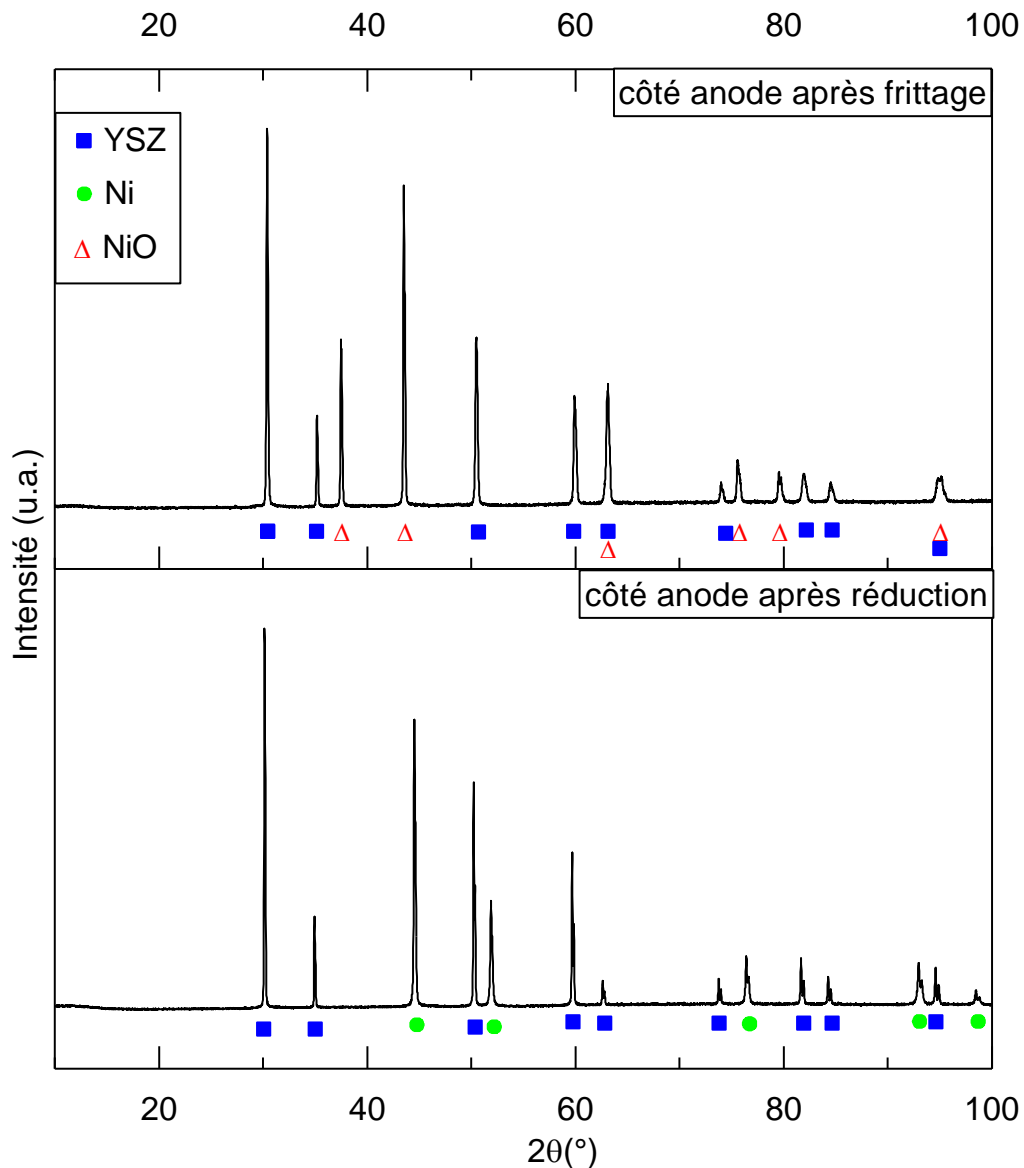 20 40 60 80 100
côté anode après frittage
YSZ
Ni
NiO
Intensité (u.a.)
côté anode après réduction
20 40 60 80 100
2θ(°)